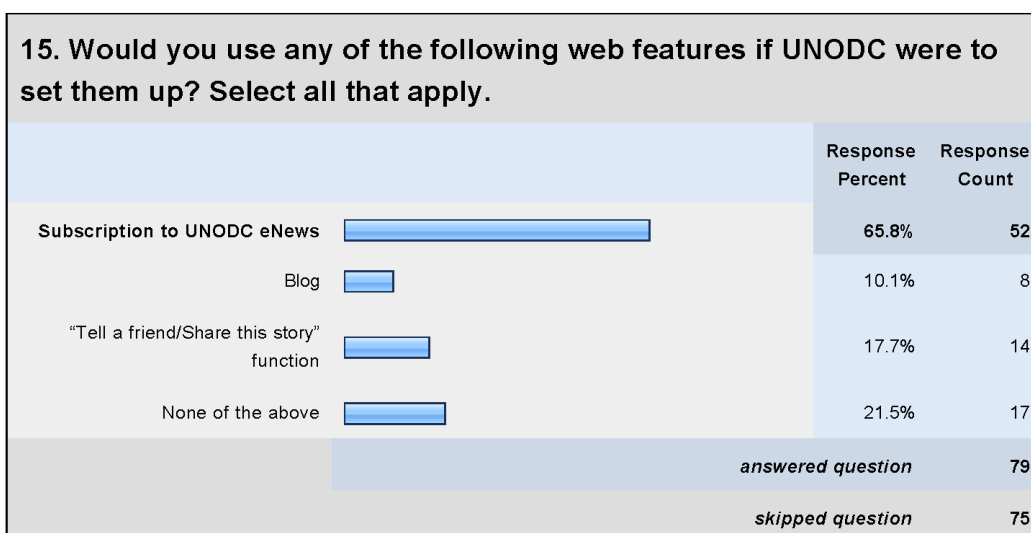 15. Would you use any of the following web features if UNODC were to
set them up? Select all that apply.
Response Response
Percent Count
Subscription to UNODC eNews 65.8% 52
Blog 10.1% 8
“Tell a friend/Share this story”
function 17.7% 14
None of the above 21.5% 17
answered question 79
skipped question 75